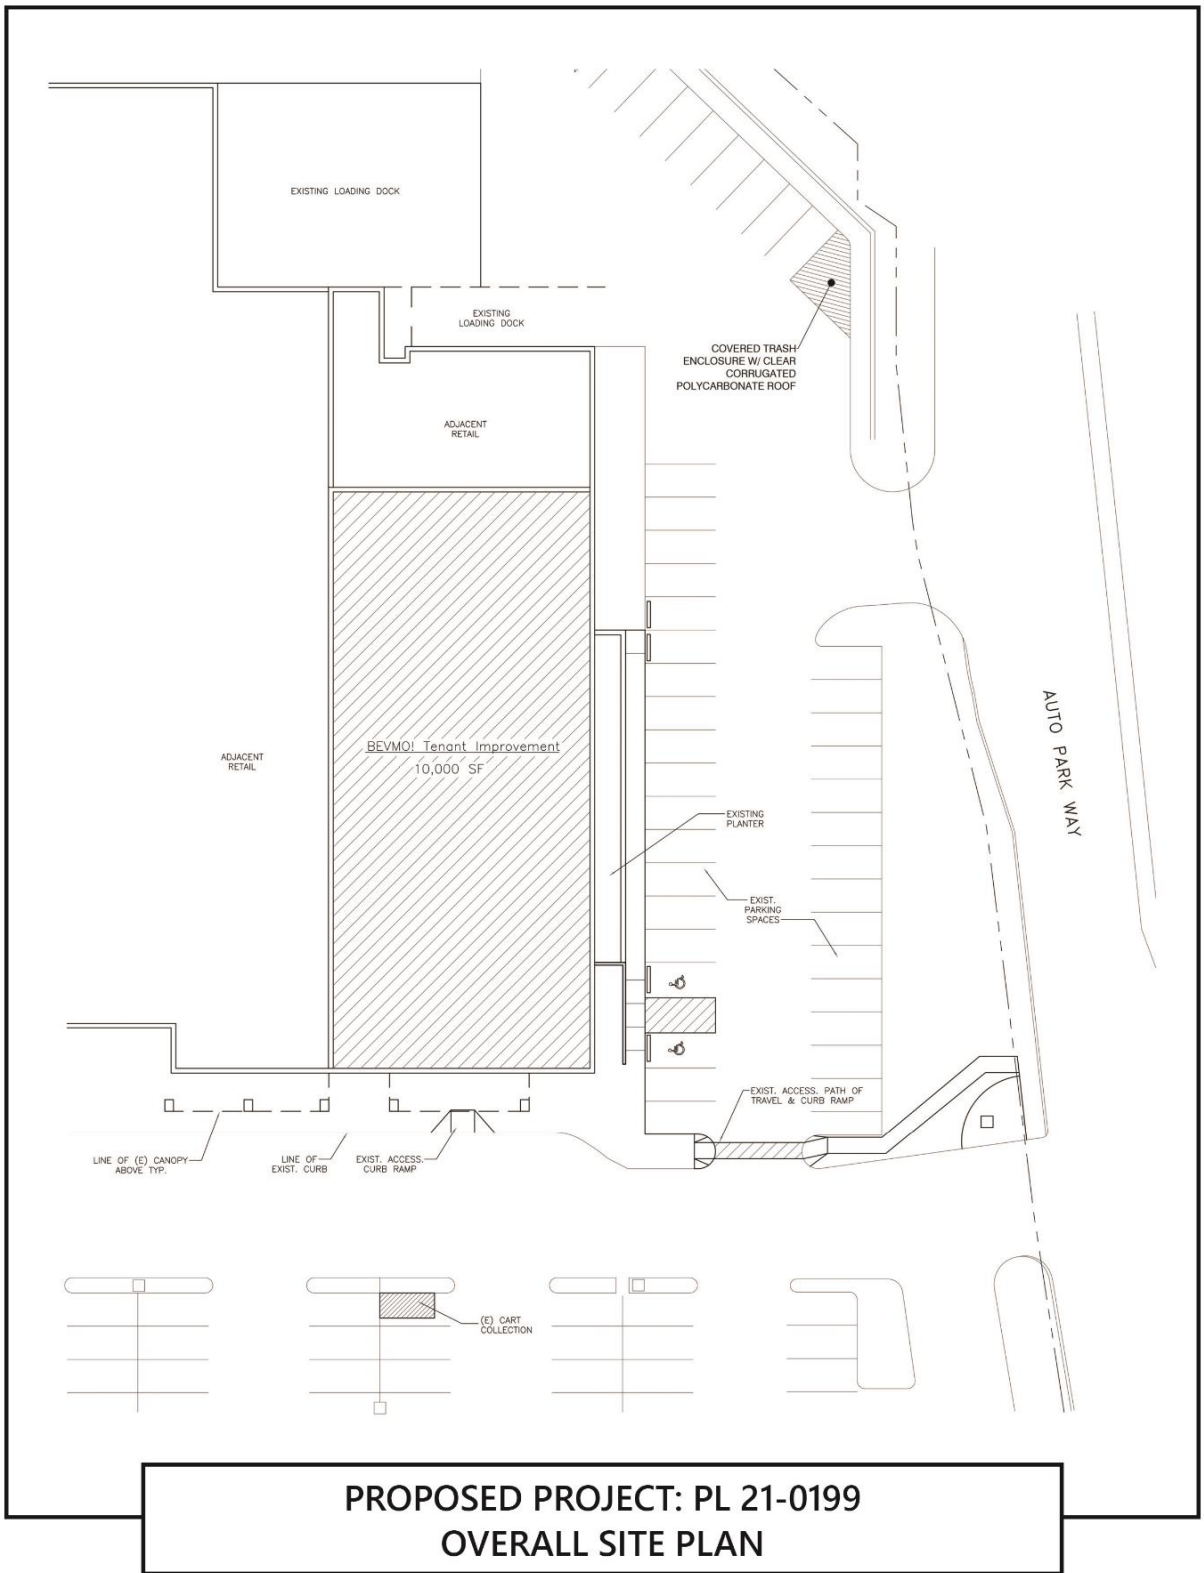 EXISTING LOADING DOCK
EXISTING
LOADING DOCK
COVERED TRASH
ENCLOSURE W/ CLEAR
CORRUGATED
POLYCARBONATE ROOF
ADJACENT
RETAIL
BEVMO! Tenant Improvement
10,000 SF
ADJACENT
RETAIL
AUTO PARK WAY
EXISTING
PLANTER
EXIST.
PARKING
SPACES
EXIST. ACCESS. PATH OF
TRAVEL & CURB RAMP
LINE OF (E) CANOPY
ABOVE TYP.
LINE OF
EXIST. CURB
EXIST. ACCESS.
CURB RAMP
(E) CART
COLLECTION
PROPOSED PROJECT: PL 21-0199
OVERALL SITE PLAN